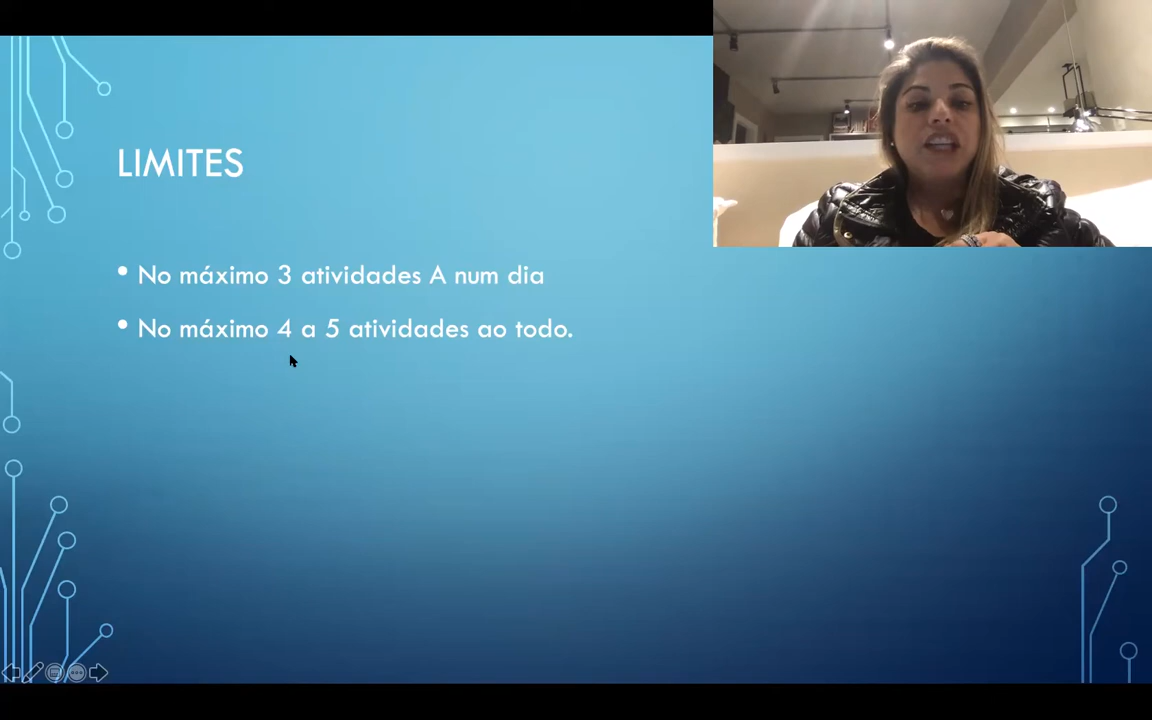 LIMITES
• No máximo 3 atividades A num dia
• No máximo 4 a 5 atividades ao todo.